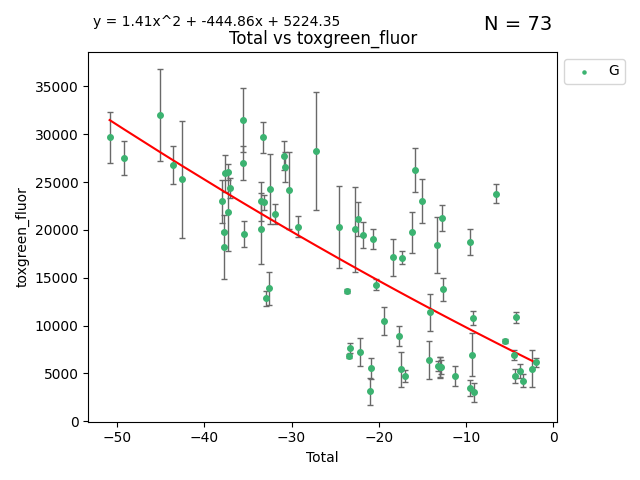 y = 1.41x^2 + -444.86x + 5224.35
N = 73
Total vs toxgreen_fluor
G
35000
30000
25000
20000
15000
10000
5000
0
toxgreen_fluor
−50
−40
−30
−20
−10
0
Total